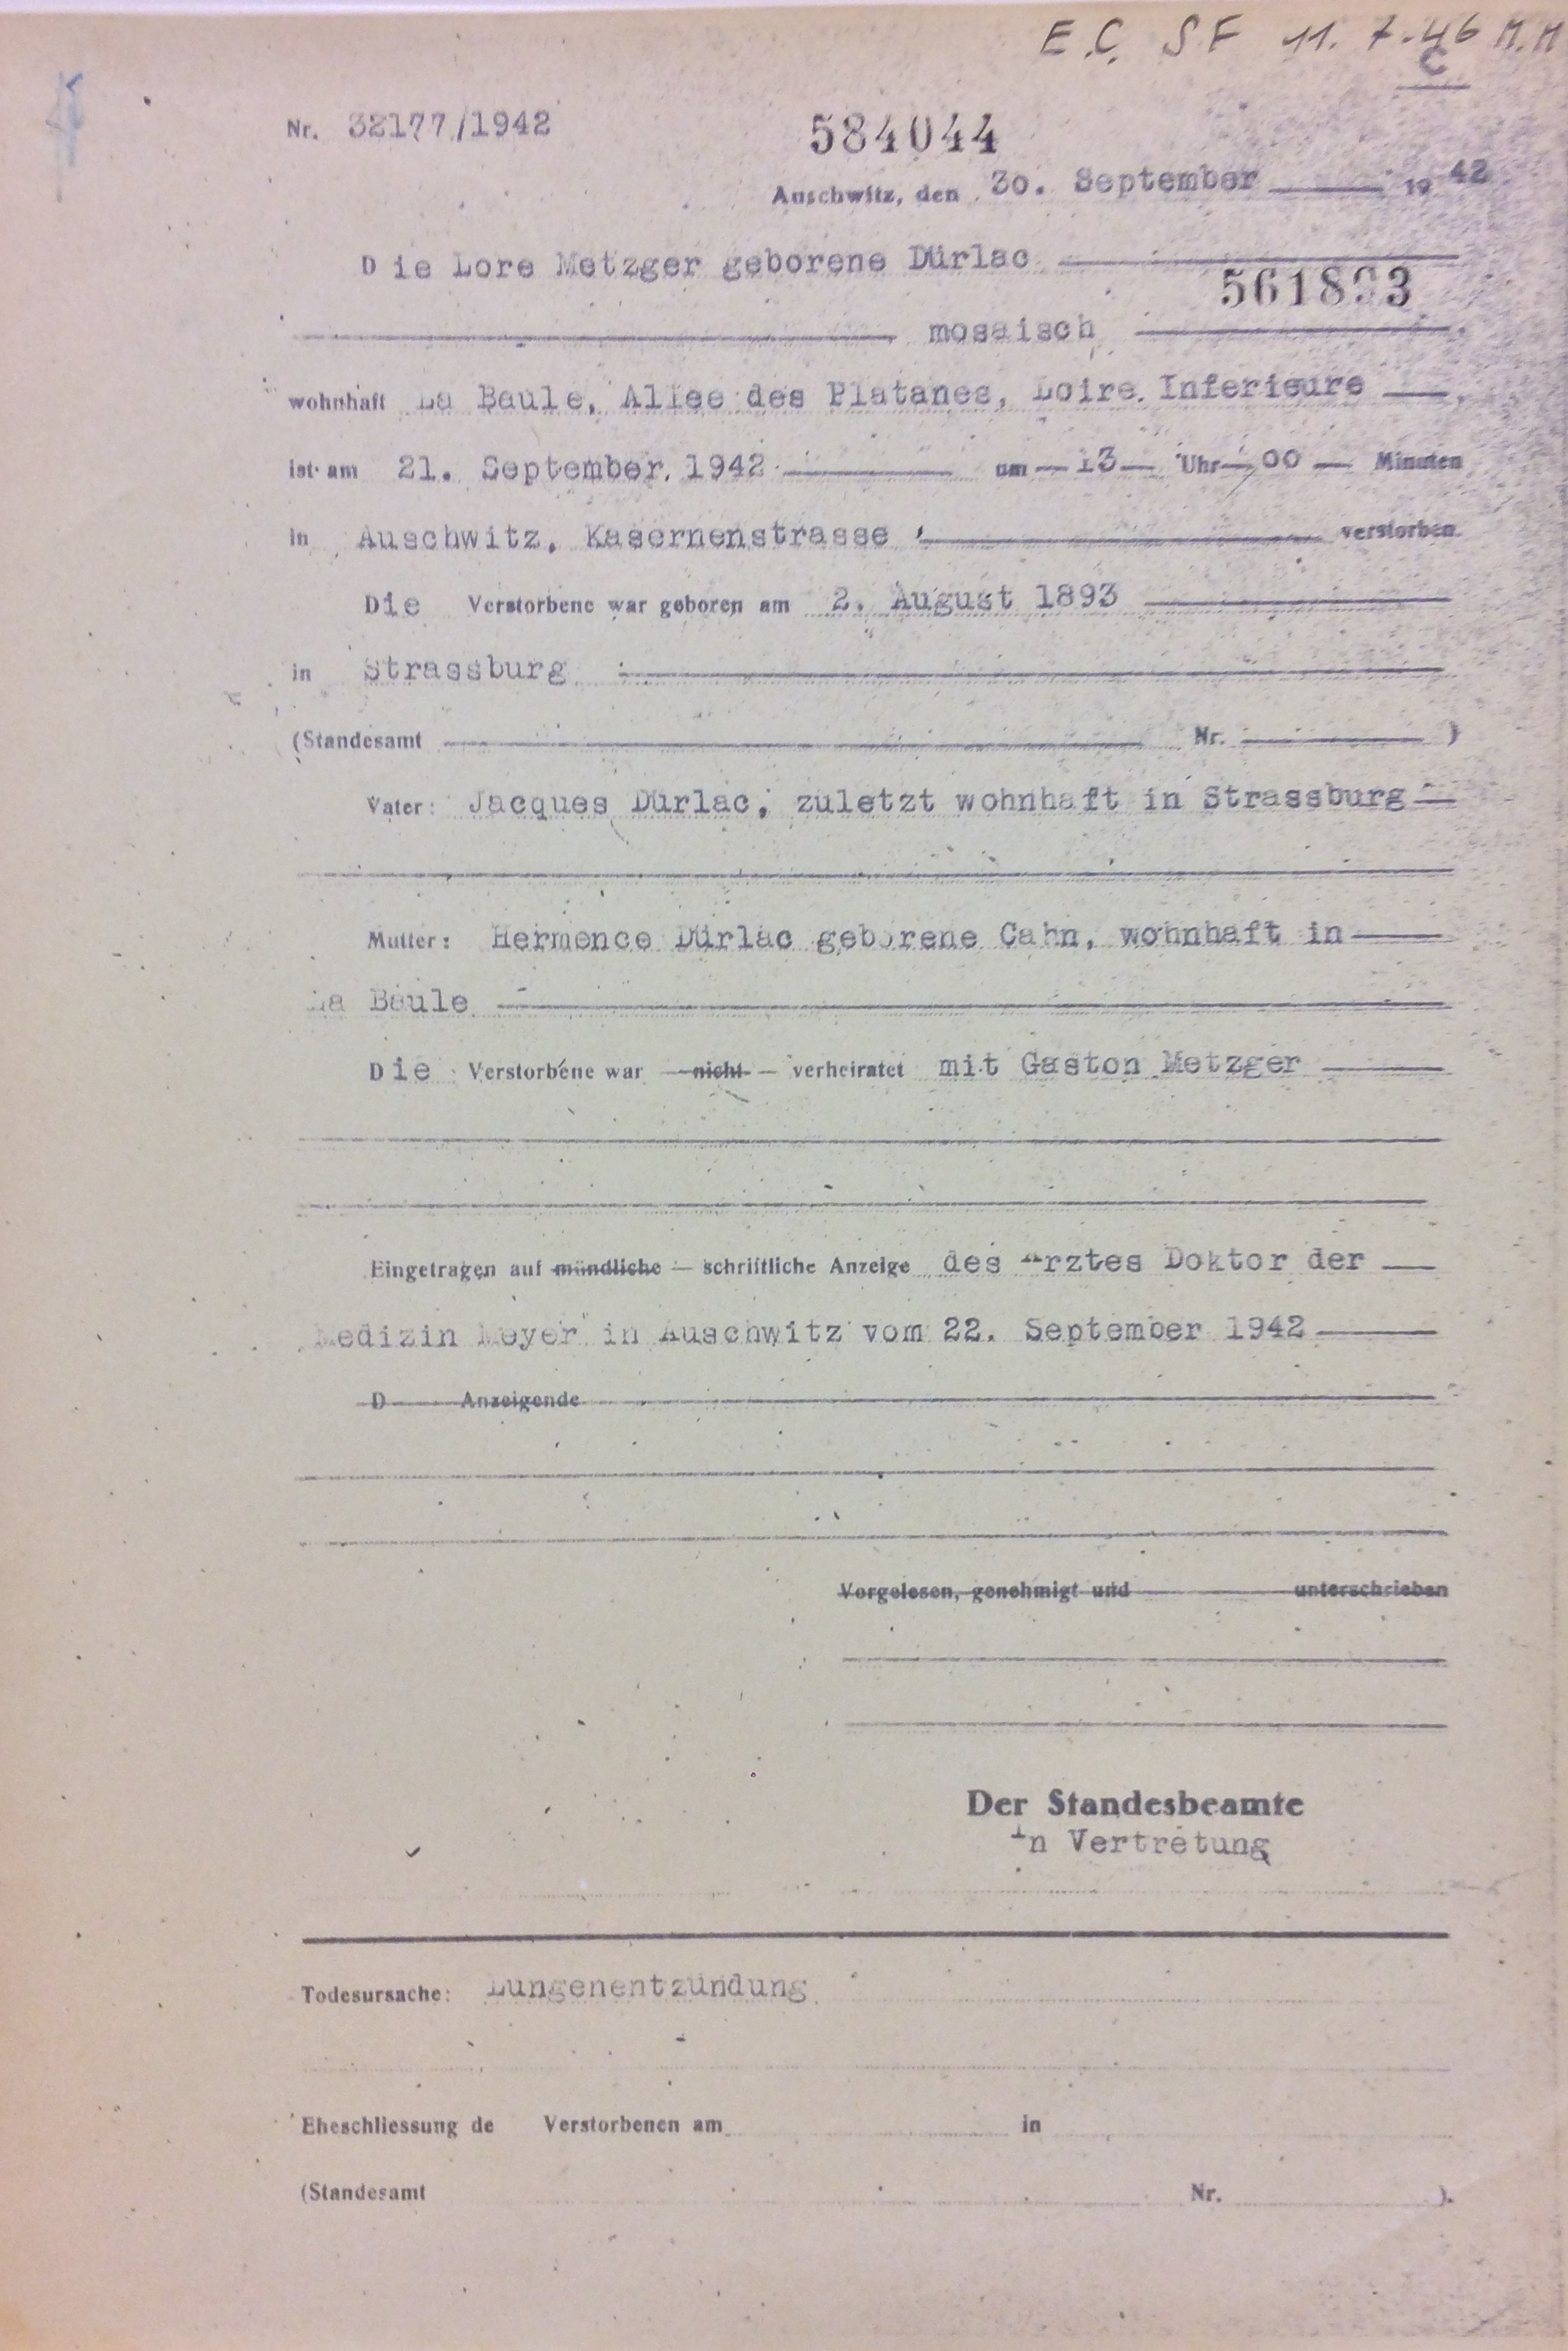 E.C. SF 11.7.46 M.M
C
Nr. 32177/1942
584044
Auschwitz, den 30. September 1942
Die Lore Metzger geborene Dürlac
mosaisch
wohnhaft La Baule, Allee des Platanes, Loire Inferieure
ist am 21. September 1942 um 13 Uhr 00 Minuten
in Auschwitz, Kasernenstrasse verstorben.
Die Verstorbene war geboren am 2. August 1893
in Strassburg
(Standesamt Nr. )
Vater: Jacques Dürlac, zuletzt wohnhaft in Strassburg
Mutter: Hermence Dürlac geborene Cahn, wohnhaft in
La Baule
Die Verstorbene war nicht verheiratet mit Gaston Metzger
Eingetragen auf mündliche – schriftliche Anzeige des Arztes Doktor der
Medizin Meyer in Auschwitz vom 22. September 1942
D Anzeigende
Vorgelesen, genehmigt und unterschrieben
Der Standesbeamte
In Vertretung
Todesursache: Lungenentzündung
Eheschliessung de Verstorbenen am in
(Standesamt Nr. ).